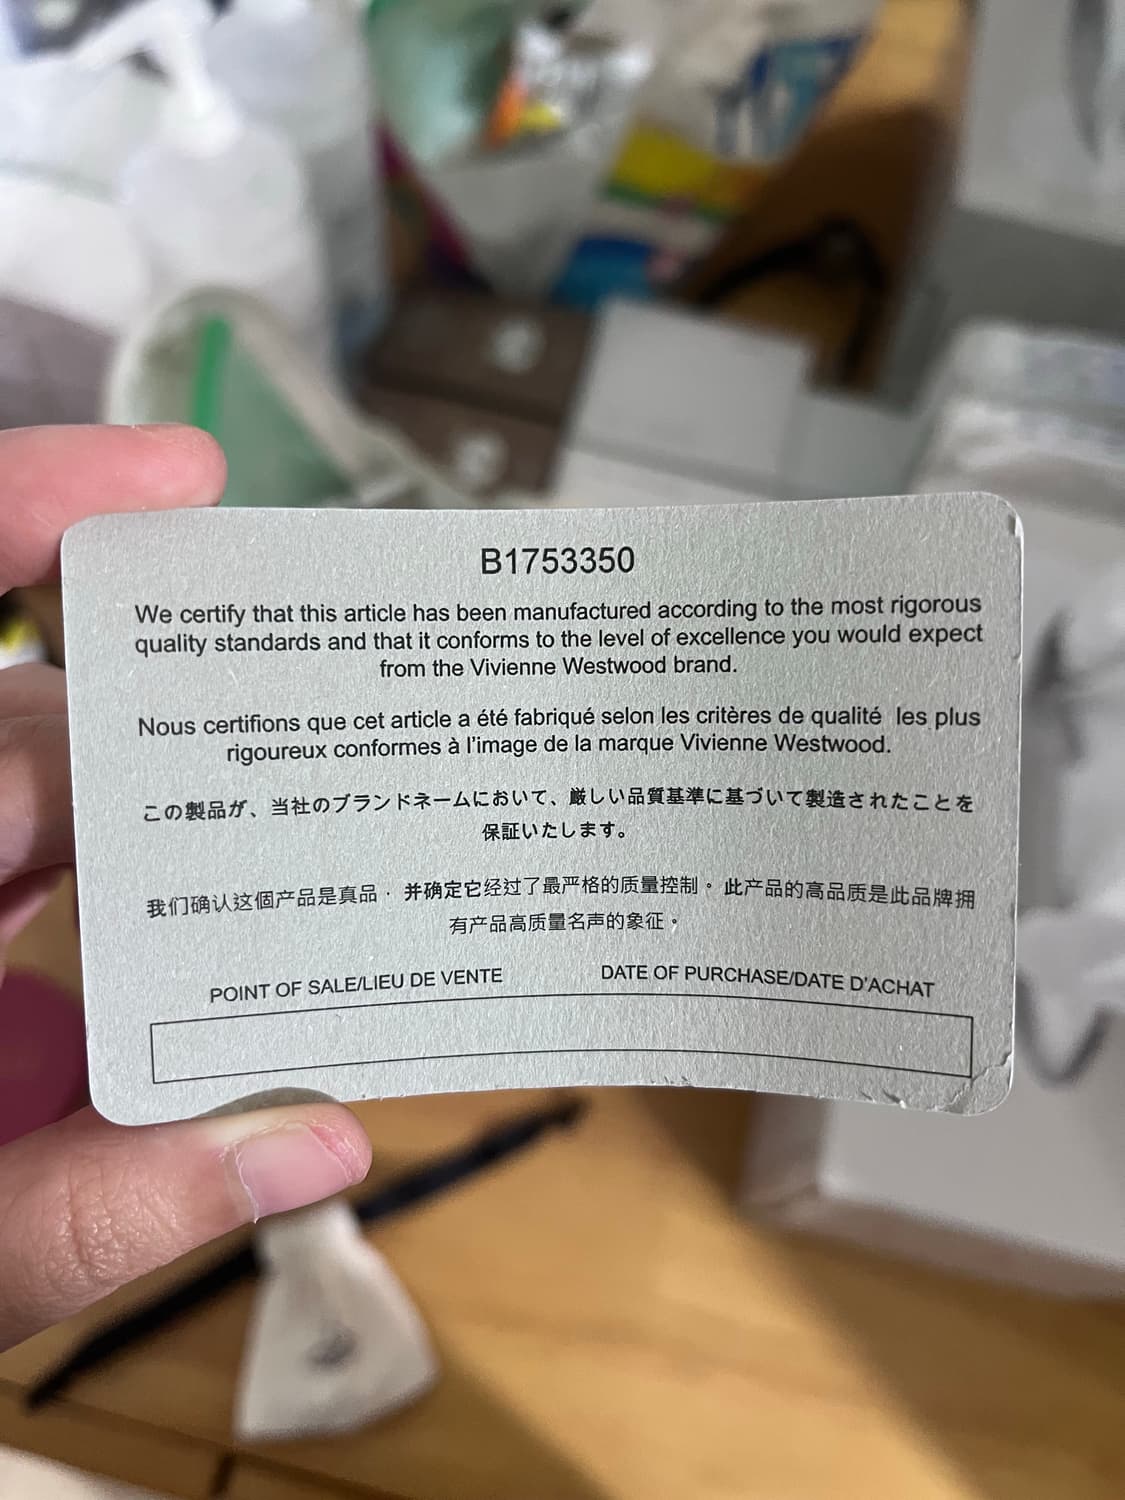 B1753350
We certify that this article has been manufactured according to the most rigorous
quality standards and that it conforms to the level of excellence you would expect
from the Vivienne Westwood brand.
Nous certifions que cet article a été fabriqué selon les critères de qualité les plus
rigoureux conformes à l'image de la marque Vivienne Westwood.
この製品が、当社のブランドネームにおいて、厳しい品質基準に基づいて製造されたことを
保証いたします。
我们确认这個产品是真品．并确定它经过了最严格的质量控制。此产品的高品质是此品牌拥
有产品高质量名声的象征。
POINT OF SALE/LIEU DE VENTE DATE OF PURCHASE/DATE D'ACHAT